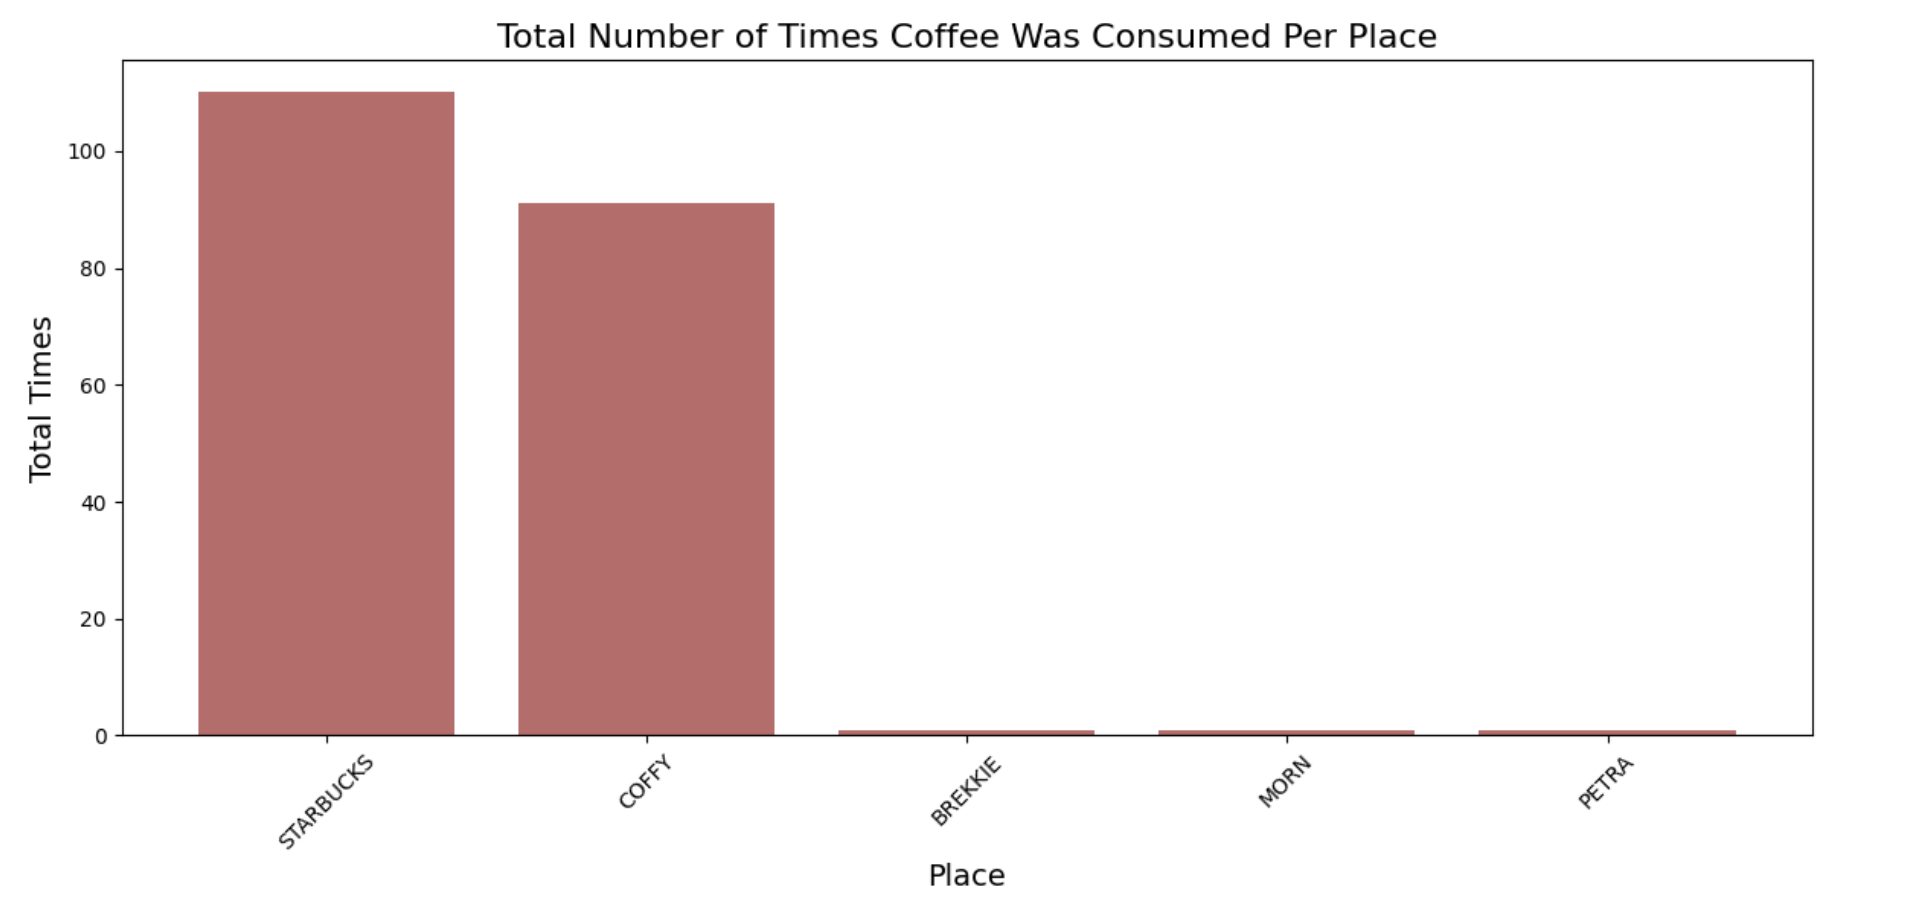 Total Number of Times Coffee Was Consumed Per Place
Total Times
100
80
60
40
20
0
STARBUCKS
COFFY
BREKKIE
MORN
PETRA
Place